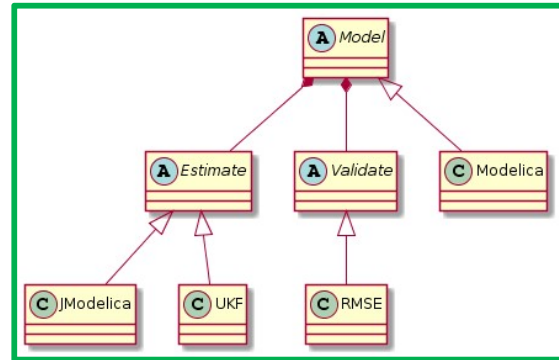 A Model
A Estimate
A Validate
C Modelica
C JModelica
C UKF
C RMSE